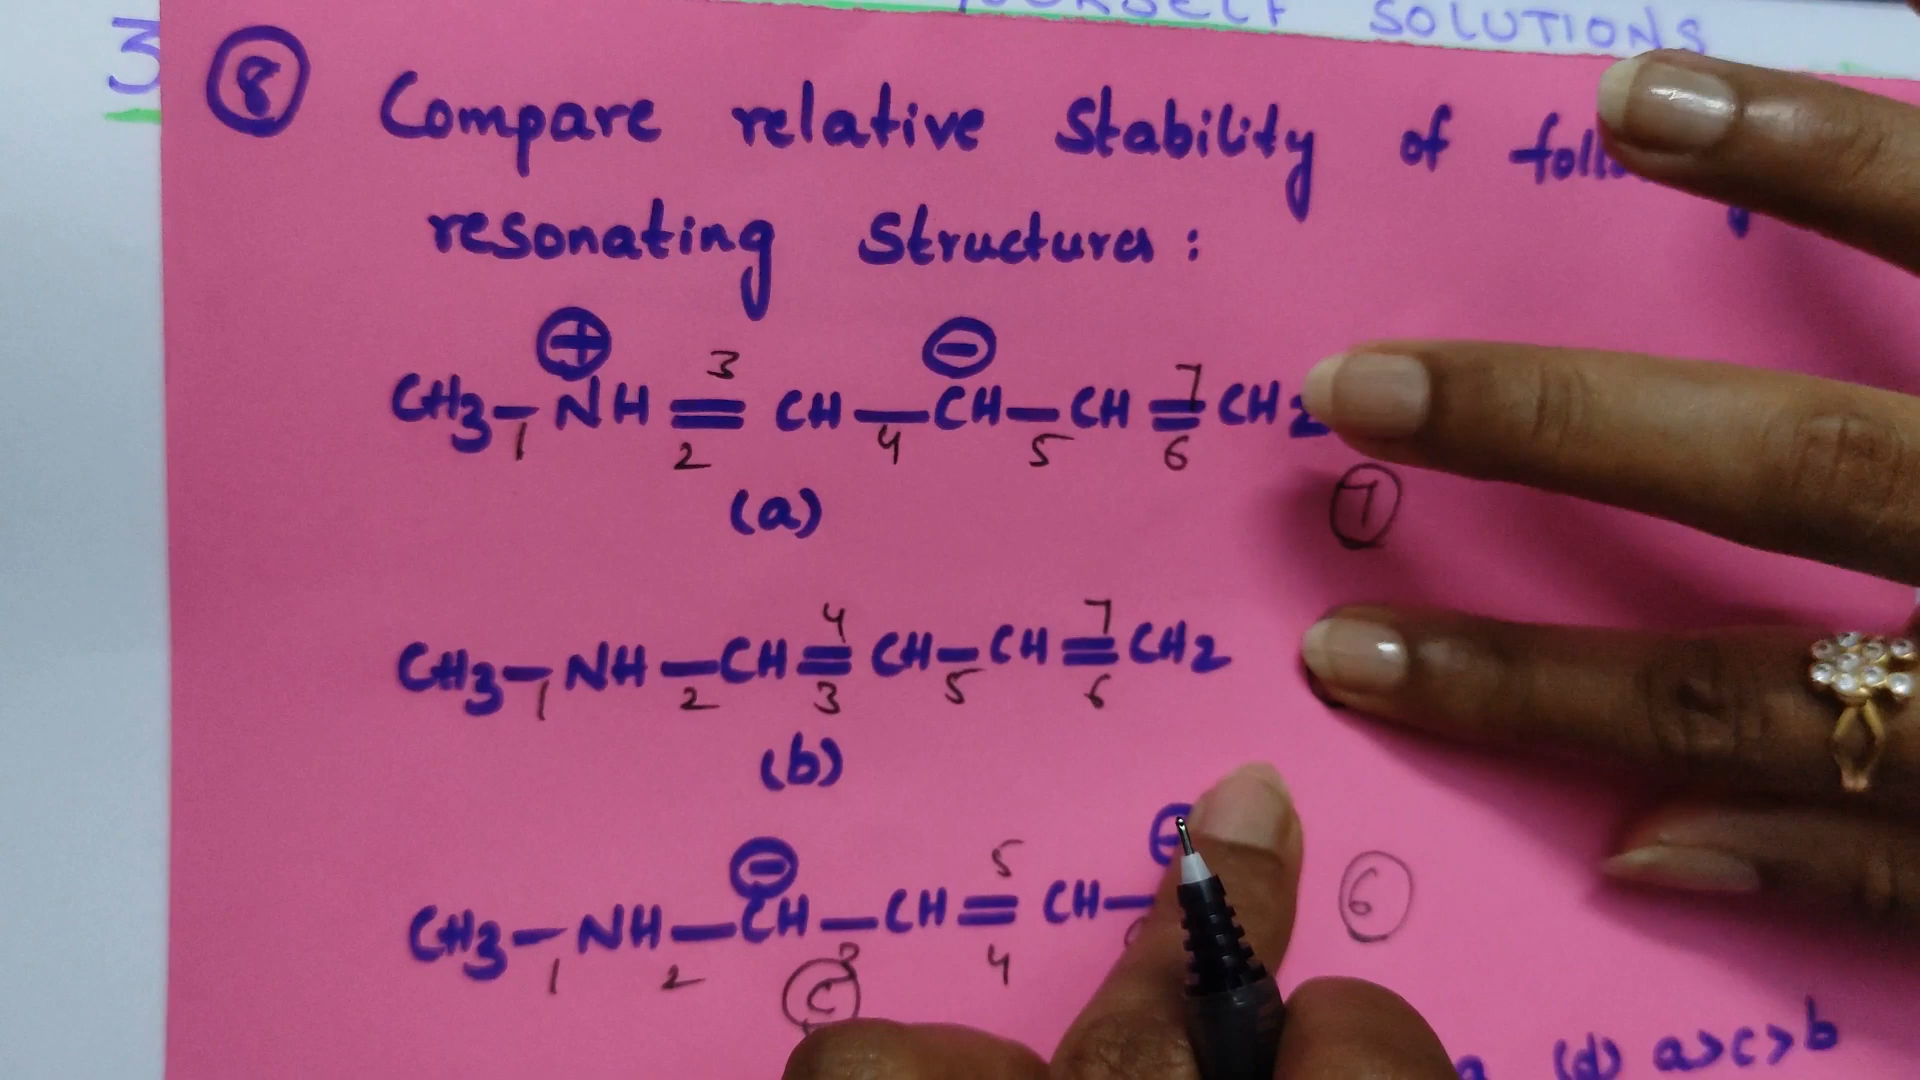 YOURSELF SOLUTIONS
3
⑧ Compare relative stability of
resonating structures:
⊕ 3 ⊖ 7
CH3-NH=CH-CH-CH=CH2
1 2 4 5 6
(a) ⑦
4 7
CH3-NH-CH=CH-CH=CH2
1 2 3 5 6
(b)
⊖ 5
CH3-NH-CH-CH=CH-
1 2 3 4
(c) ⑥
(d) a>c>b